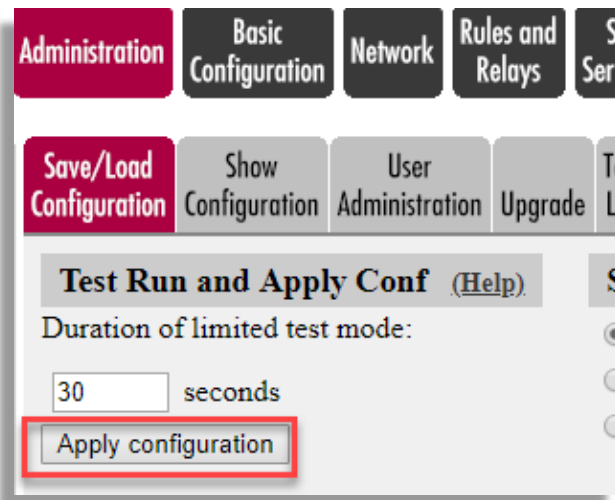 Administration
Basic
Configuration
Network
Rules and
Relays
Save/Load
Configuration
Show
Configuration
User
Administration
Upgrade
Test Run and Apply Conf (Help)
Duration of limited test mode:
30 seconds
Apply configuration